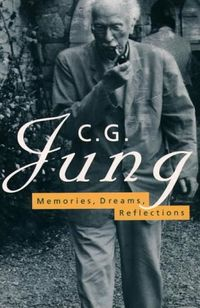 C.G.
Jung
Memories, Dreams,
Reflections